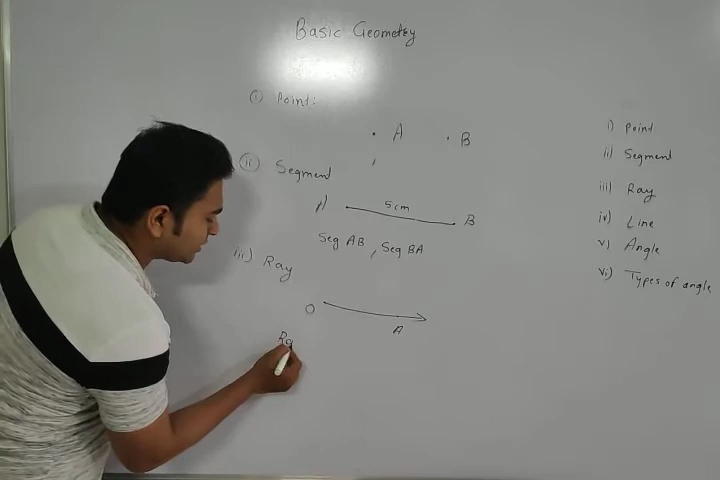 Basic Geometry
(i) Point:
A B
(ii) Segment
A 5cm B
Seg AB, Seg BA
iii) Ray
O A
Ra
i) Point
ii) Segment
iii) Ray
iv) Line
v) Angle
vi) Types of angle